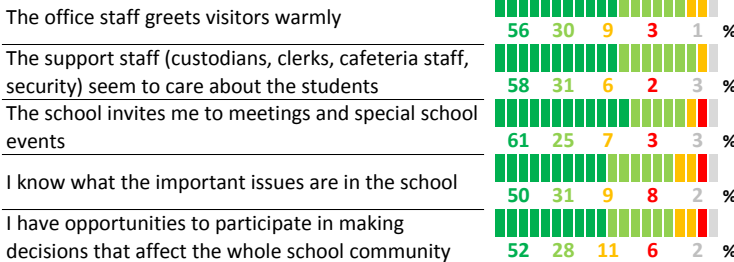 The office staff greets visitors warmly
56 30 9 3 1 %
The support staff (custodians, clerks, cafeteria staff,
security) seem to care about the students
58 31 6 2 3 %
The school invites me to meetings and special school
events
61 25 7 3 3 %
I know what the important issues are in the school
50 31 9 8 2 %
I have opportunities to participate in making
decisions that affect the whole school community
52 28 11 6 2 %